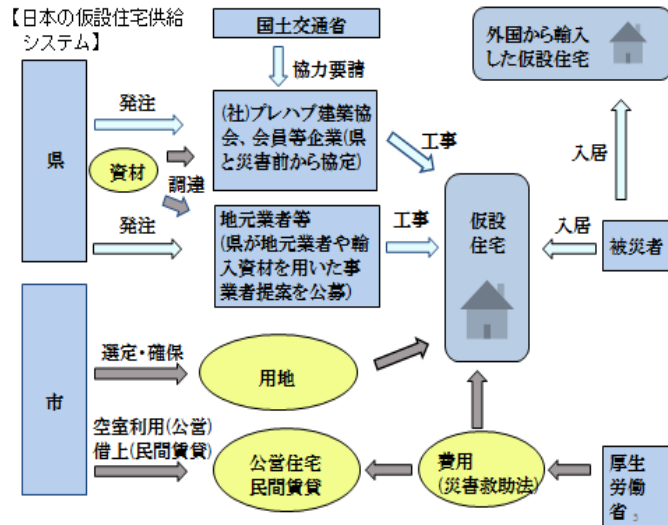 【日本の仮設住宅供給
システム】
国土交通省
協力要請
外国から輸入
した仮設住宅
県
発注
資材
調達
(社)プレハブ建築協
会、会員等企業(県
と災害前から協定)
工事
入居
発注
地元業者等
(県が地元業者や輸
入資材を用いた事
業者提案を公募)
工事
仮設
住宅
入居
被災者
市
選定・確保
用地
空室利用(公営)
借上(民間賃貸)
公営住宅
民間賃貸
費用
(災害救助法)
厚生
労働
省
5